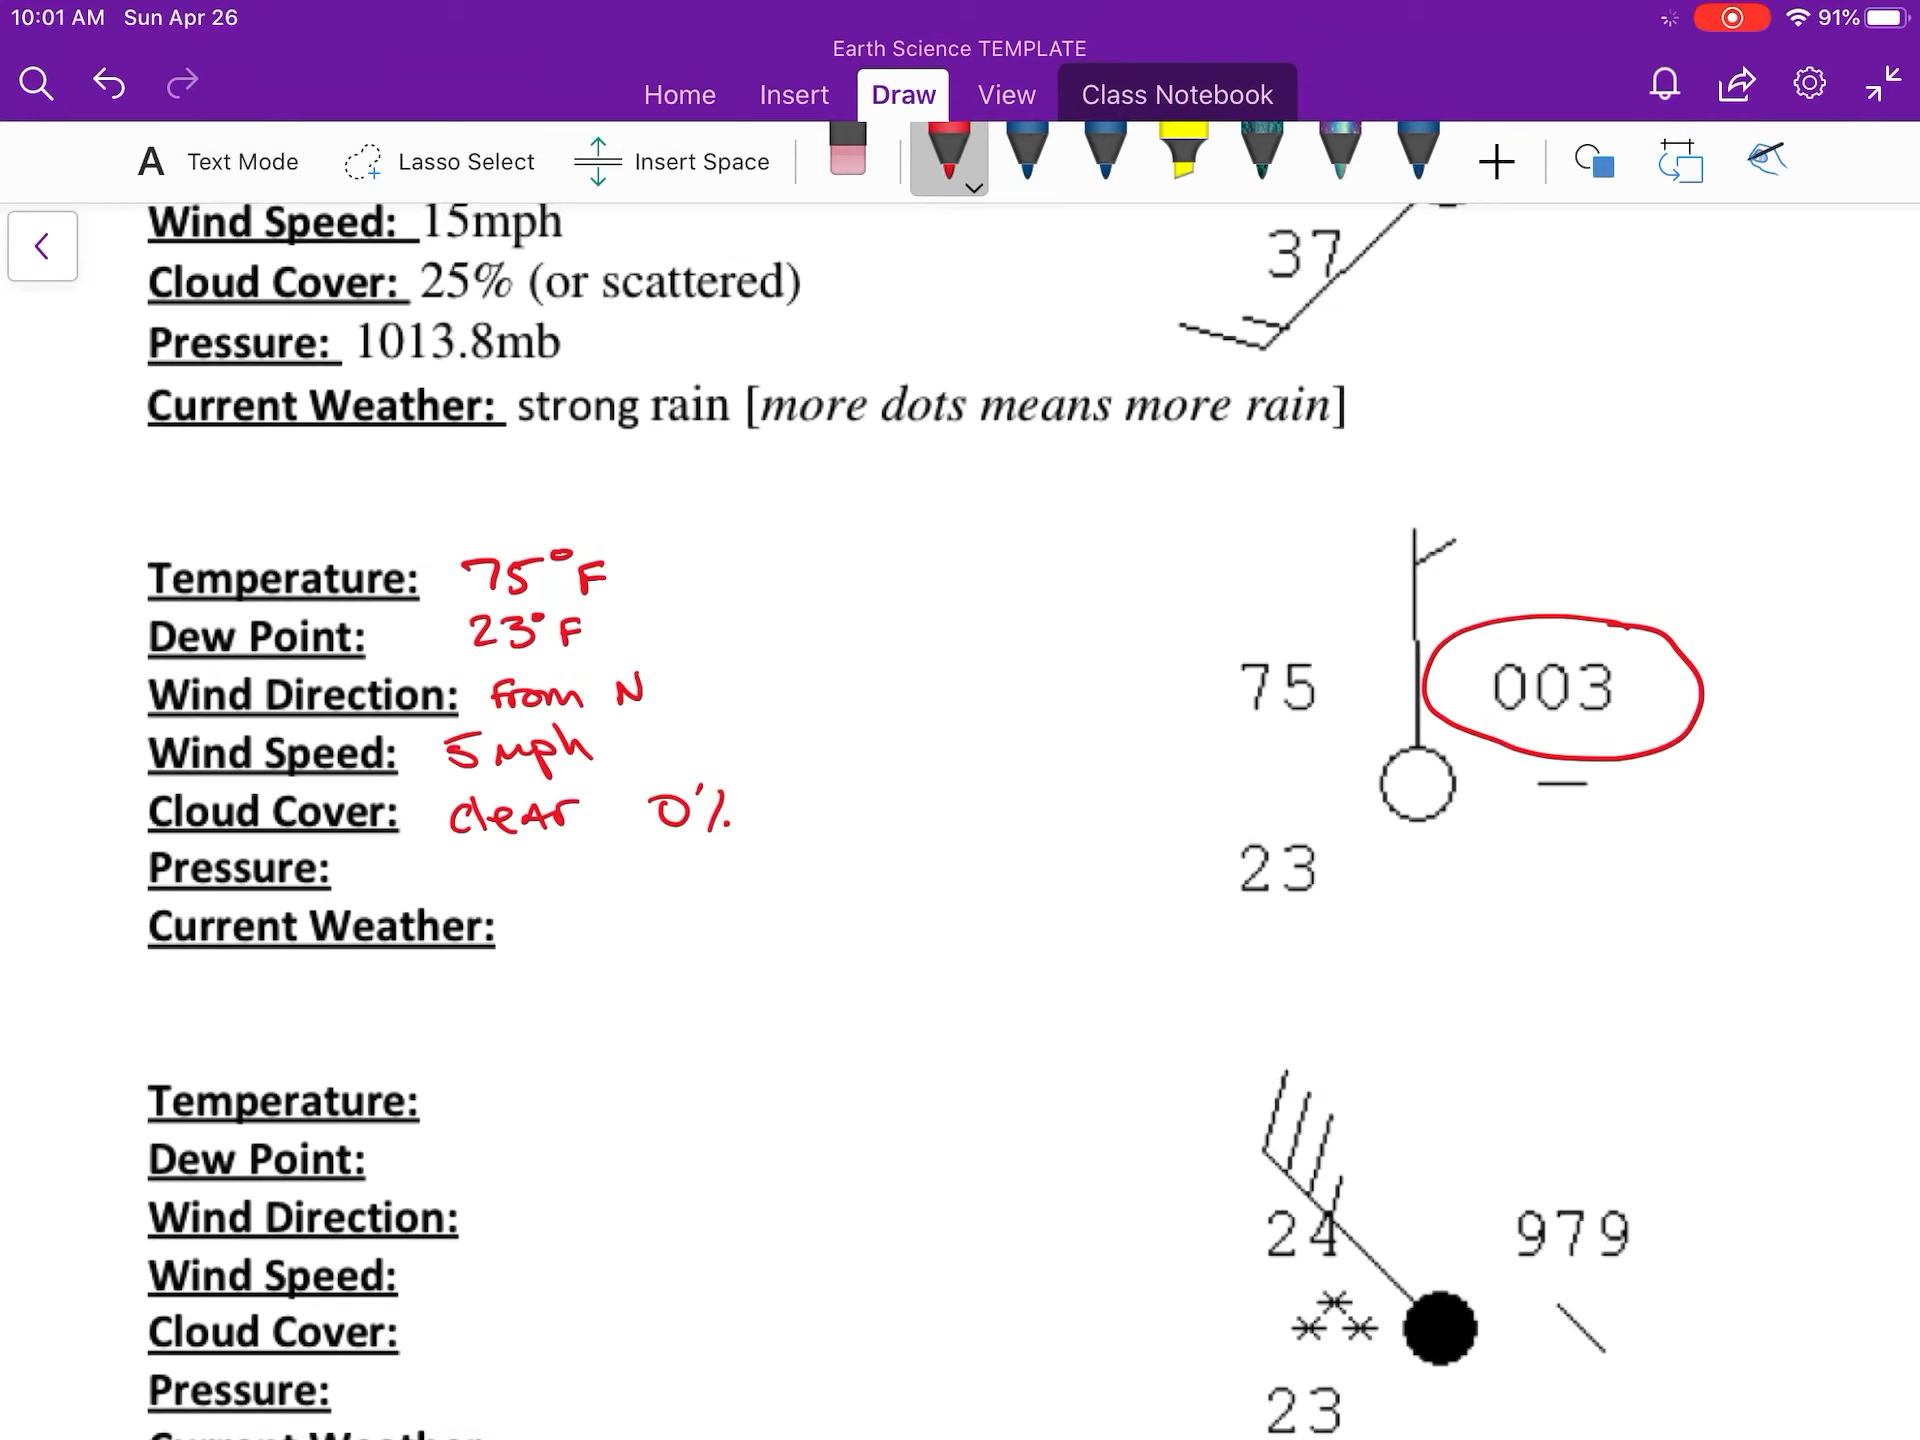 10:01 AM Sun Apr 26
91%
Earth Science TEMPLATE
Home Insert Draw View Class Notebook
A Text Mode Lasso Select Insert Space
Wind Speed: 15mph
37
Cloud Cover: 25% (or scattered)
Pressure: 1013.8mb
Current Weather: strong rain [more dots means more rain]
Temperature: 75°F
Dew Point: 23°F
Wind Direction: from N
75 003
Wind Speed: 5 mph
Cloud Cover: clear 0%
Pressure:
23
Current Weather:
Temperature:
Dew Point:
Wind Direction:
24 979
Wind Speed:
Cloud Cover:
Pressure:
23
Current Weather